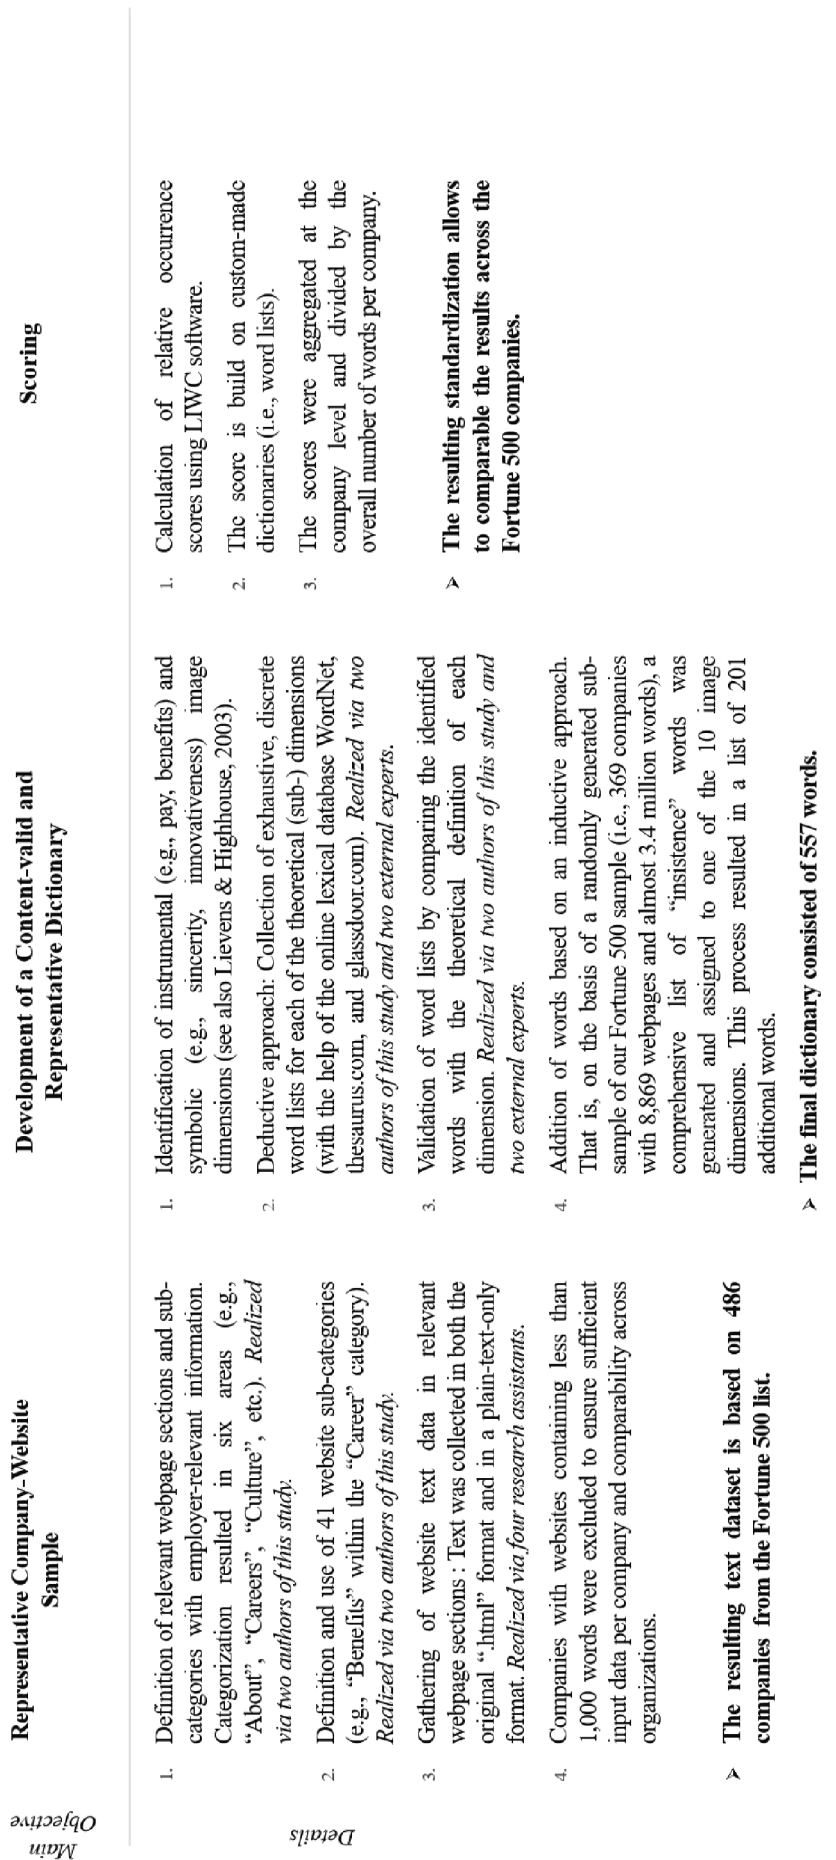 Main
Objective
Representative Company-Website
Sample
Development of a Content-valid and
Representative Dictionary
Scoring
Details
1. Definition of relevant webpage sections and sub-
categories with employer-relevant information.
Categorization resulted in six areas (e.g.,
“About”, “Careers”, “Culture”, etc.). Realized
via two authors of this study.
2. Definition and use of 41 website sub-categories
(e.g., “Benefits” within the “Career” category).
Realized via two authors of this study.
3. Gathering of website text data in relevant
webpage sections : Text was collected in both the
original “.html” format and in a plain-text-only
format. Realized via four research assistants.
4. Companies with websites containing less than
1,000 words were excluded to ensure sufficient
input data per company and comparability across
organizations.
➢ The resulting text dataset is based on 486
companies from the Fortune 500 list.
1. Identification of instrumental (e.g., pay, benefits) and
symbolic (e.g., sincerity, innovativeness) image
dimensions (see also Lievens & Highhouse, 2003).
2. Deductive approach: Collection of exhaustive, discrete
word lists for each of the theoretical (sub-) dimensions
(with the help of the online lexical database WordNet,
thesaurus.com, and glassdoor.com). Realized via two
authors of this study and two external experts.
3. Validation of word lists by comparing the identified
words with the theoretical definition of each
dimension. Realized via two authors of this study and
two external experts.
4. Addition of words based on an inductive approach.
That is, on the basis of a randomly generated sub-
sample of our Fortune 500 sample (i.e., 369 companies
with 8,869 webpages and almost 3.4 million words), a
comprehensive list of “insistence” words was
generated and assigned to one of the 10 image
dimensions. This process resulted in a list of 201
additional words.
➢ The final dictionary consisted of 557 words.
1. Calculation of relative occurrence
scores using LIWC software.
2. The score is build on custom-made
dictionaries (i.e., word lists).
3. The scores were aggregated at the
company level and divided by the
overall number of words per company.
➢ The resulting standardization allows
to comparable the results across the
Fortune 500 companies.